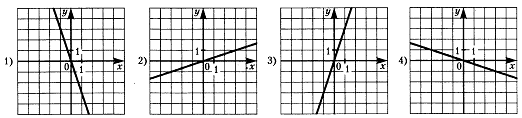 1) y 1 0 1 x
2) y 1 0 1 x
3) y 1 0 1 x
4) y 1 0 1 x